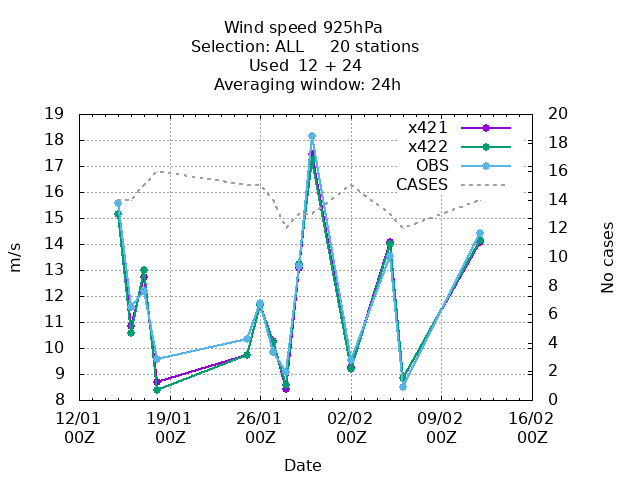 Wind speed 925hPa
Selection: ALL 20 stations
Used 12 + 24
Averaging window: 24h
19 20
18 18
17 16
16 14
15 12
14 10
13 8
12 6
11 4
10 2
9 0
8
x421
x422
OBS
CASES
m/s
No cases
12/01 19/01 26/01 02/02 09/02 16/02
00Z 00Z 00Z 00Z 00Z 00Z
Date